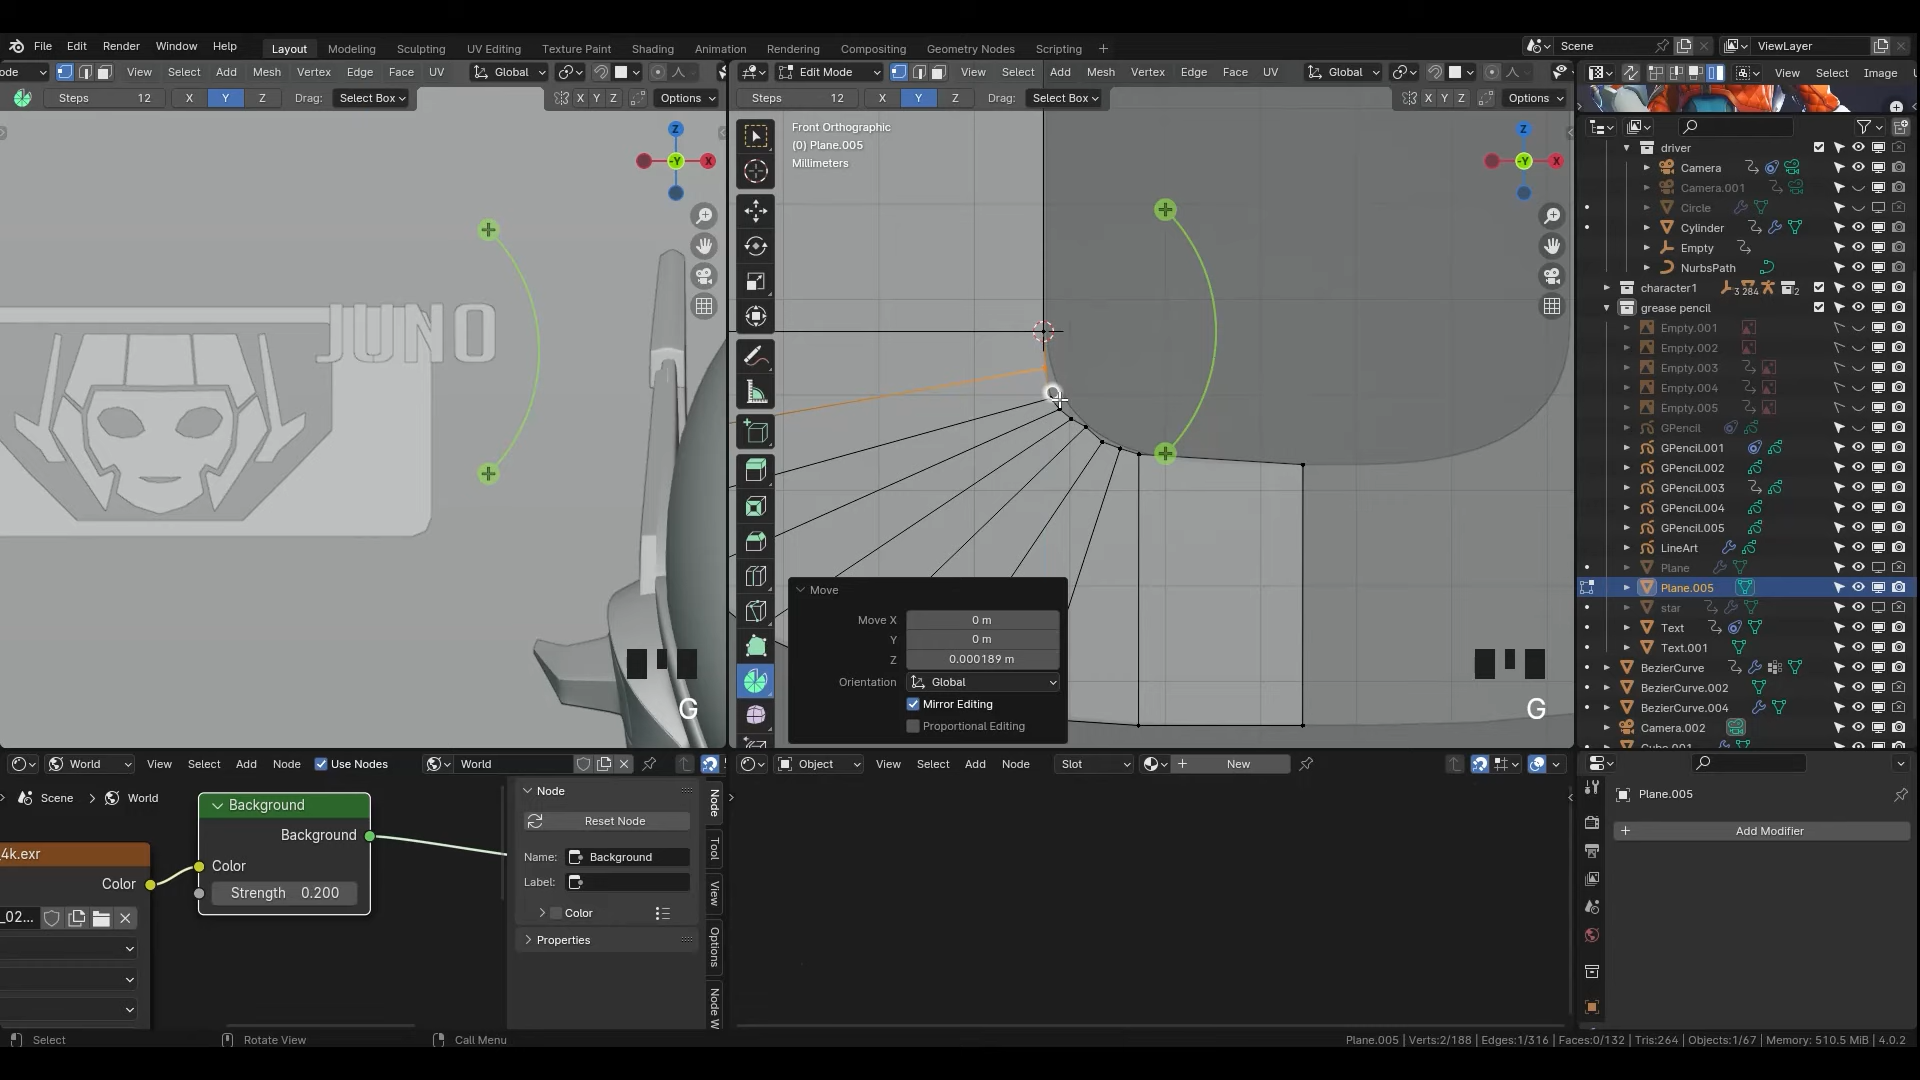 File Edit Render Window Help
Layout Modeling Sculpting UV Editing Texture Paint Shading Animation Rendering Compositing Geometry Nodes Scripting
Scene ViewLayer
ode View Select Add Mesh Vertex Edge Face UV Global
Edit Mode View Select Add Mesh Vertex Edge Face UV Global
View Select Image
Steps 12 X Y Z Drag: Select Box X Y Z Options
Steps 12 X Y Z Drag: Select Box X Y Z Options
Front Orthographic
(0) Plane.005
Millimeters
Z
-Y
X
Z
-Y
X
JUNO
G
G
Move
Move X 0 m
Y 0 m
Z 0.000189 m
Orientation Global
Mirror Editing
Proportional Editing
driver
Camera
Camera.001
Circle
Cylinder
Empty
NurbsPath
character1 3 284 2
grease pencil
Empty.001
Empty.002
Empty.003
Empty.004
Empty.005
GPencil
GPencil.001
GPencil.002
GPencil.003
GPencil.004
GPencil.005
LineArt
Plane
Plane.005
star
Text
Text.001
BezierCurve
BezierCurve.002
BezierCurve.004
Camera.002
World View Select Add Node Use Nodes World
Object View Select Add Node Slot New
Scene World
Background
Background
Color
Strength 0.200
4k.exr
Color
_02...
Node
Reset Node
Name: Background
Label:
Color
Properties
Node
Tool
View
Options
Node W
Plane.005
Add Modifier
Select Rotate View Call Menu
Plane.005 | Verts:2/188 | Edges:1/316 | Faces:0/132 | Tris:264 | Objects:1/67 | Memory: 510.5 MiB | 4.0.2